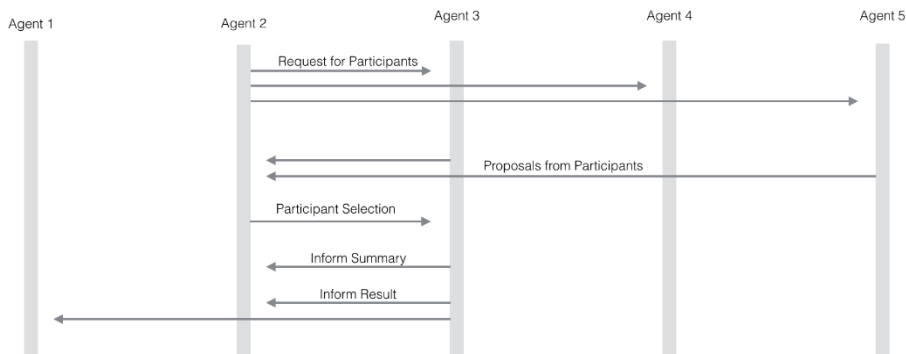 Agent 1
Agent 2
Agent 3
Agent 4
Agent 5
Request for Participants
Proposals from Participants
Participant Selection
Inform Summary
Inform Result